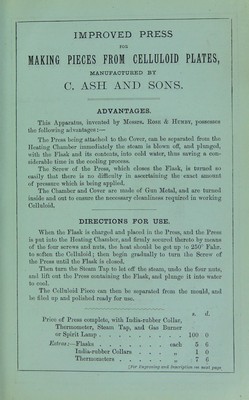 IMPROVED PRESS
FOR
MAKING PIECES FROM CELLULOID PLATES,
MANUFACTURED BY
C. ASH AND SONS.
ADVANTAGES.
This Apparatus, invented by Messrs. Rose & Hunby, possesses
the following advantages:—
The Press being attached to the Cover, can be separated from the
Heating Chamber immediately the steam is blown off, and plunged,
with the Flask and its contents, into cold water, thus saving a con-
siderable time in the cooling process.
The Screw of the Press, which closes the Flask, is turned so
easily that there is no difficulty in ascertaining the exact amount
of pressure which is being applied.
The Chamber and Cover are made of Gun Metal, and are turned
inside and out to ensure the necessary cleanliness required in working
Celluloid.
DIRECTIONS FOR USE.
When the Flask is charged and placed in the Press, and the Press
is put into the Heating Chamber, and firmly secured thereto by means
of the four screws and nuts, the heat should be got up to 250° Fahr.
to soften the Celluloid; then begin gradually to turn the Screw of
the Press until the Flask is closed.
Then turn the Steam Tap to let off the steam, undo the four nuts,
and lift out the Press containing the Flask, and plunge it into water
to cool.
The Celluloid Piece can then be separated from the mould, and
be filed up and polished ready for use.
s. d.
Price of Press complete, with India-rubber Collar,
Thermometer, Steam Tap, and Gas Burner
or Spirit Lamp . . . . . . . 100 0
Extras:—Flasks . . . . . . each 5 6
India-rubber Collars . . . . „ 1 0
Thermometers . . . . . „ 7 6
[For Engraving and Description see next page